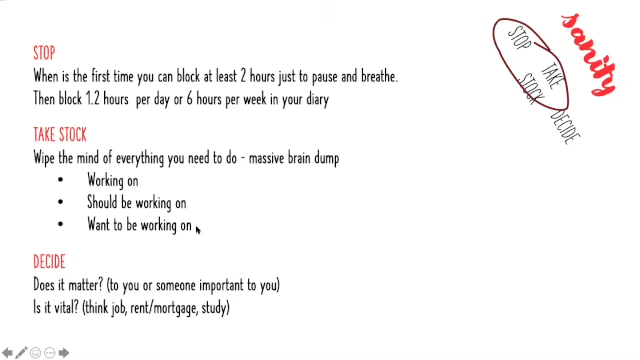 STOP
When is the first time you can block at least 2 hours just to pause and breathe.
Then block 1.2 hours per day or 6 hours per week in your diary
TAKE STOCK
Wipe the mind of everything you need to do - massive brain dump
• Working on
• Should be working on
• Want to be working on
DECIDE
Does it matter? (to you or someone important to you)
Is it vital? (think job, rent/mortgage, study)
sanity
STOP
TAKE
STOCK
DECIDE